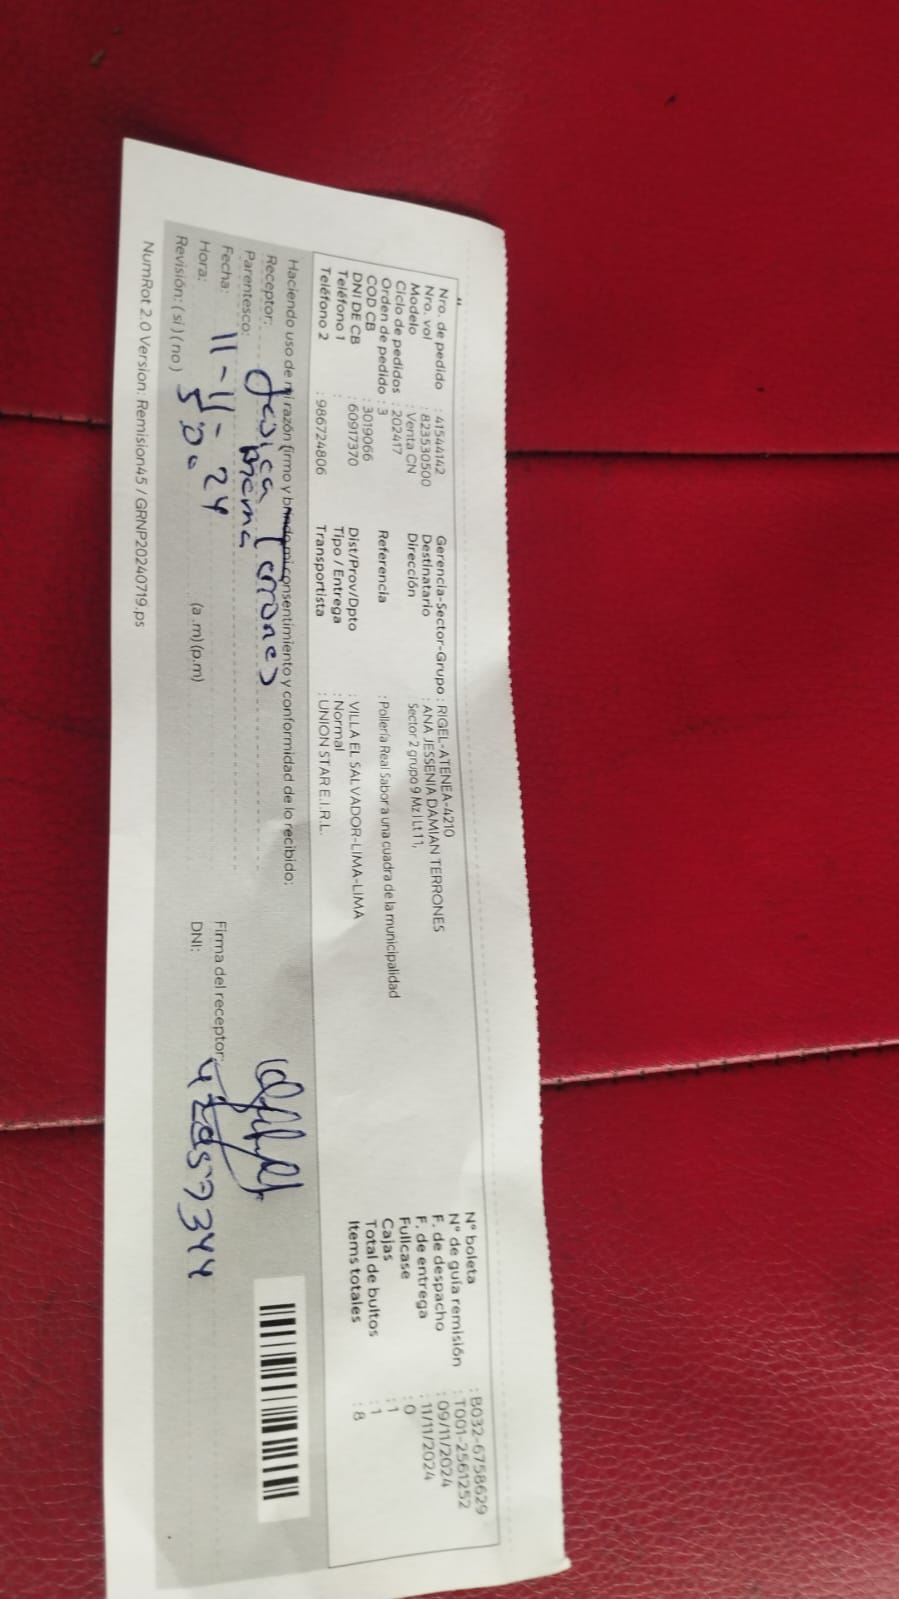 Nro. de pedido : 41544142
Nro. vol : 823530500
Modelo : Venta CN
Ciclo de pedidos : 202417
Orden de pedido : 3
COD CB : 3019066
DNI DE CB : 60917370
Teléfono 1 :
Teléfono 2 : 986724806
Gerencia-Sector-Grupo : RIGEL-ATENEA-4210
Destinatario : ANA JESSENIA DAMIAN TERRONES
Dirección : Sector 2 grupo 9 Mz I Lt 11,
Referencia : Pollería Real Sabor a una cuadra de la municipalidad
Dist/Prov/Dpto : VILLA EL SALVADOR-LIMA-LIMA
Tipo / Entrega : Normal
Transportista : UNION STAR E.I.R.L.
N° boleta : B032-6758629
N° de guía remisión : T001-2561252
F. de despacho : 09/11/2024
F. de entrega : 11/11/2024
Fullcase : 0
Cajas : 1
Total de bultos : 1
Items totales : 8
Haciendo uso de mi razón firmo y brindo mi consentimiento y conformidad de lo recibido:
Receptor: Terrones
Parentesco:
Fecha: 11-11-24
Hora: (a.m)(p.m)
Revisión: ( si ) ( no )
Firma del receptor:
DNI:
NumRot 2.0 Version: Remision45 / GRNP20240719.ps